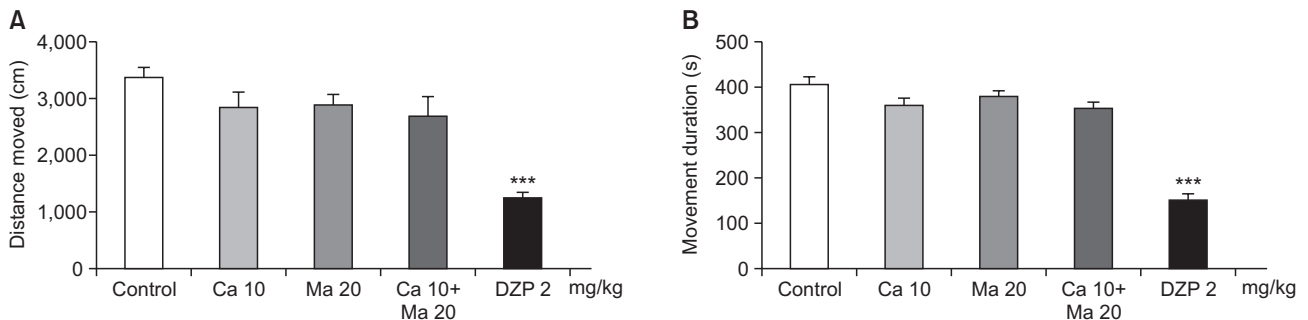 A
Distance moved (cm)
4,000
3,000
2,000
1,000
0
***
Control
Ca 10
Ma 20
Ca 10+
Ma 20
DZP 2
mg/kg
B
Movement duration (s)
500
400
300
200
100
0
***
Control
Ca 10
Ma 20
Ca 10+
Ma 20
DZP 2
mg/kg